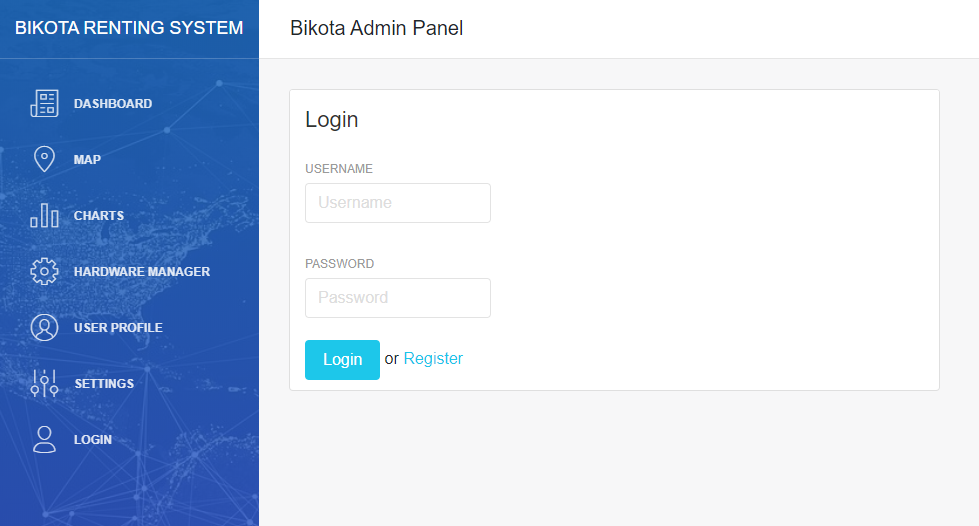 BIKOTA RENTING SYSTEM
DASHBOARD
MAP
CHARTS
HARDWARE MANAGER
USER PROFILE
SETTINGS
LOGIN
Bikota Admin Panel
Login
USERNAME
Username
PASSWORD
Password
Login or Register